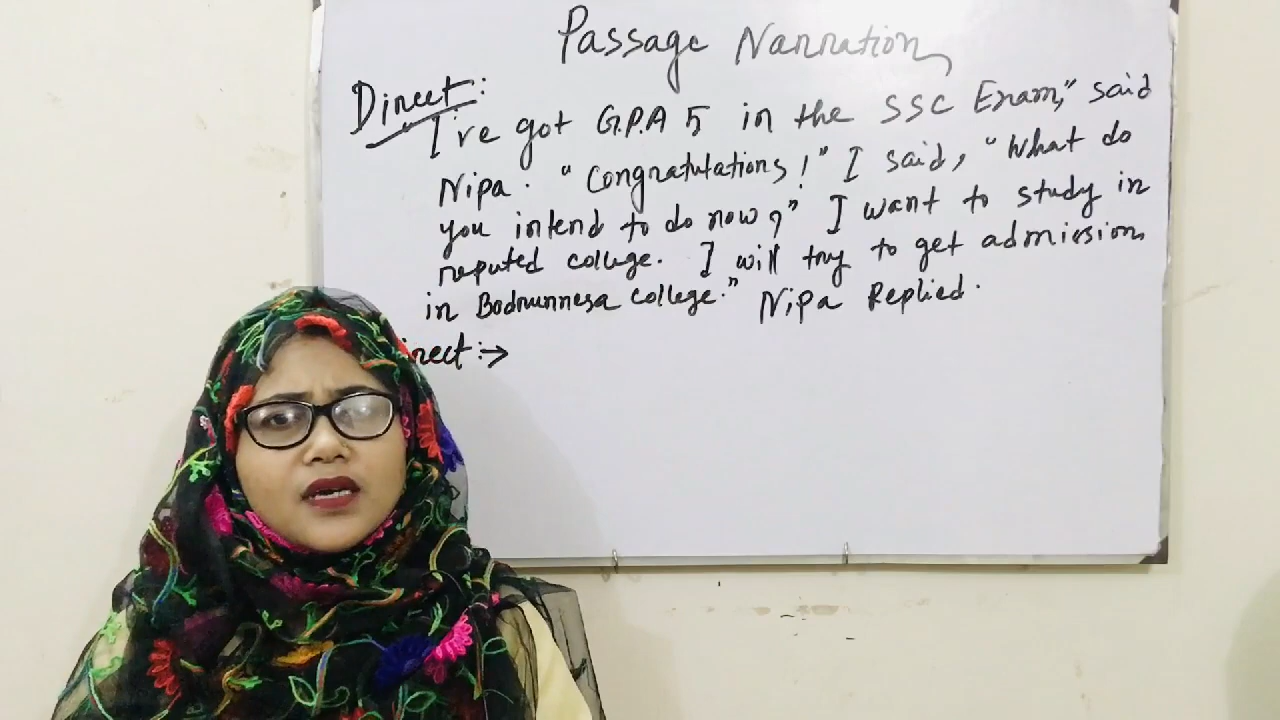 Passage Narration
Direct:
"I've got G.P.A 5 in the SSC Exam," said
Nipa. "Congratulations!" I said, "What do
you intend to do now?" I want to study in
reputed college. I will try to get admission
in Bodrunnesa college." Nipa Replied.
irect :→